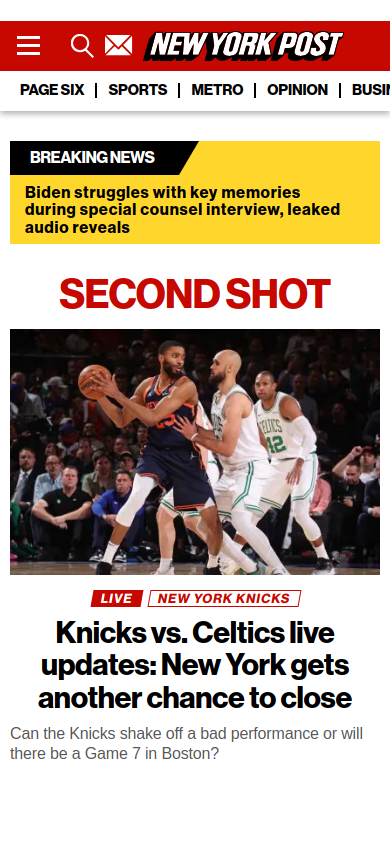 NEW YORK POST
PAGE SIX | SPORTS | METRO | OPINION | BUSIN
BREAKING NEWS
Biden struggles with key memories
during special counsel interview, leaked
audio reveals
SECOND SHOT
CELTICS
42
LIVE NEW YORK KNICKS
Knicks vs. Celtics live
updates: New York gets
another chance to close
Can the Knicks shake off a bad performance or will
there be a Game 7 in Boston?